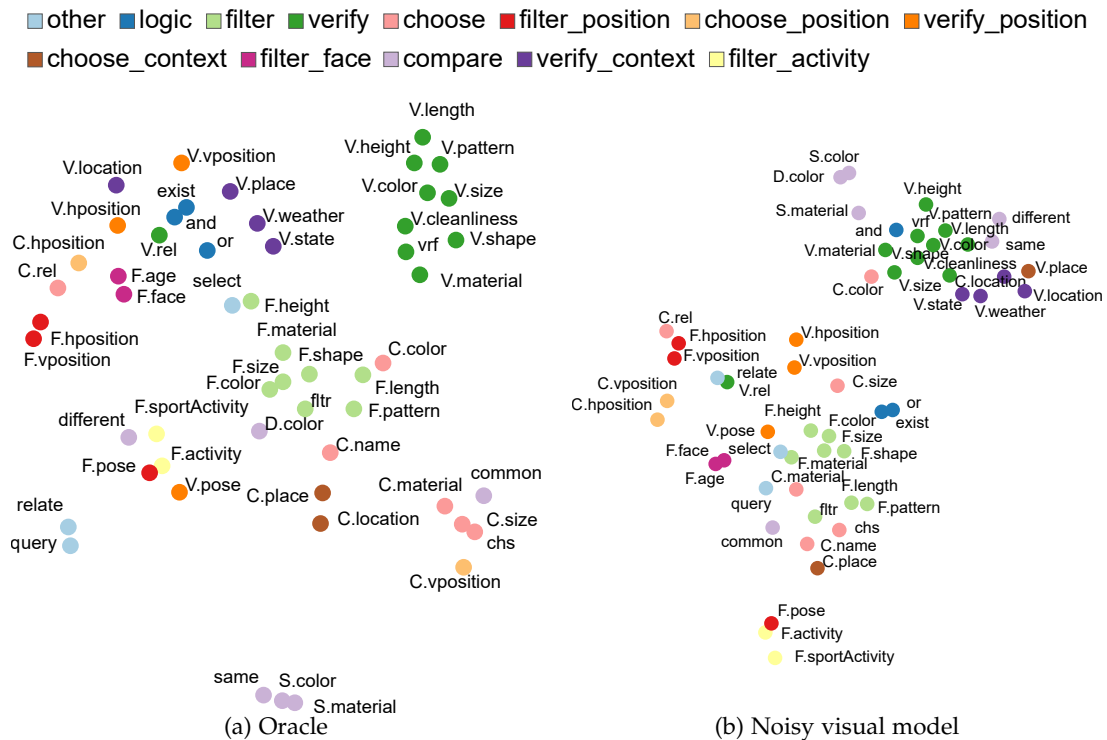 other logic filter verify choose filter_position choose_position verify_position
choose_context filter_face compare verify_context filter_activity
V.length
V.height V.pattern
V.location V.vposition
V.color V.size
exist V.place
V.hposition and V.weather V.cleanliness
V.rel or V.state vrf V.shape
C.hposition
C.rel F.age select V.material
F.face F.height
F.hposition F.material
F.vposition F.shape C.color
F.size
F.color F.length
F.sportActivity fltr F.pattern
different D.color
F.activity C.name
F.pose common
V.pose C.place C.material
relate C.location C.size
query chs
C.vposition
same S.color
S.material
(a) Oracle
S.color
D.color
V.height
S.material V.pattern different
and vrf V.length
V.material V.shape V.color same
V.cleanliness V.place
C.color V.size C.location
V.state V.location
V.weather
C.rel
F.hposition V.hposition
F.vposition
relate V.vposition
C.vposition V.rel C.size
C.hposition or
F.height F.color exist
V.pose F.size
F.face select F.shape
F.age F.material
C.material F.length
query F.pattern
fltr
common chs
C.name
C.place
F.pose
F.activity
F.sportActivity
(b) Noisy visual model